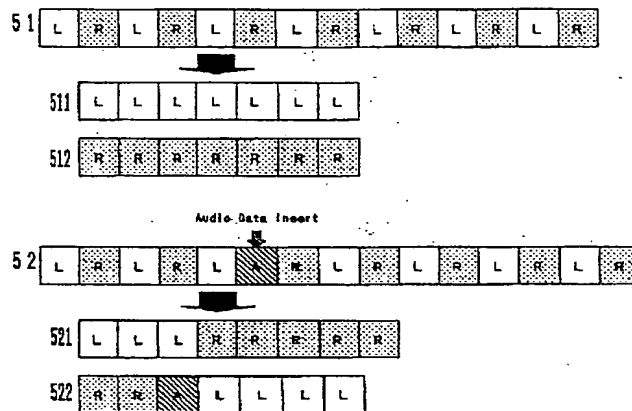 51 L R L R L R L R L R L R L R
511 L L L L L L L
512 R R R R R R R
Audio Data Insert
52 L R L R L A R L R L R L R L R
521 L L L R R R R R
522 R R A L L L L